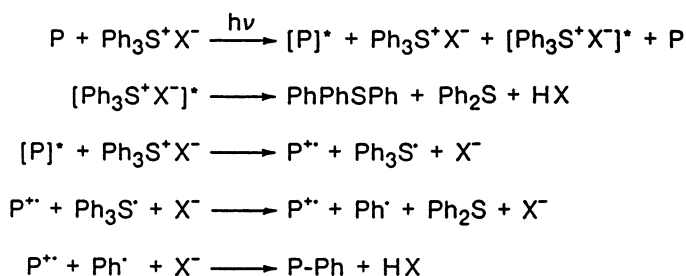 hν
P + Ph₃S⁺X⁻ ⟶ [P]* + Ph₃S⁺X⁻ + [Ph₃S⁺X⁻]* + P
[Ph₃S⁺X⁻]* ⟶ PhPhSPh + Ph₂S + HX
[P]* + Ph₃S⁺X⁻ ⟶ P⁺· + Ph₃S· + X⁻
P⁺· + Ph₃S· + X⁻ ⟶ P⁺· + Ph· + Ph₂S + X⁻
P⁺· + Ph· + X⁻ ⟶ P-Ph + HX